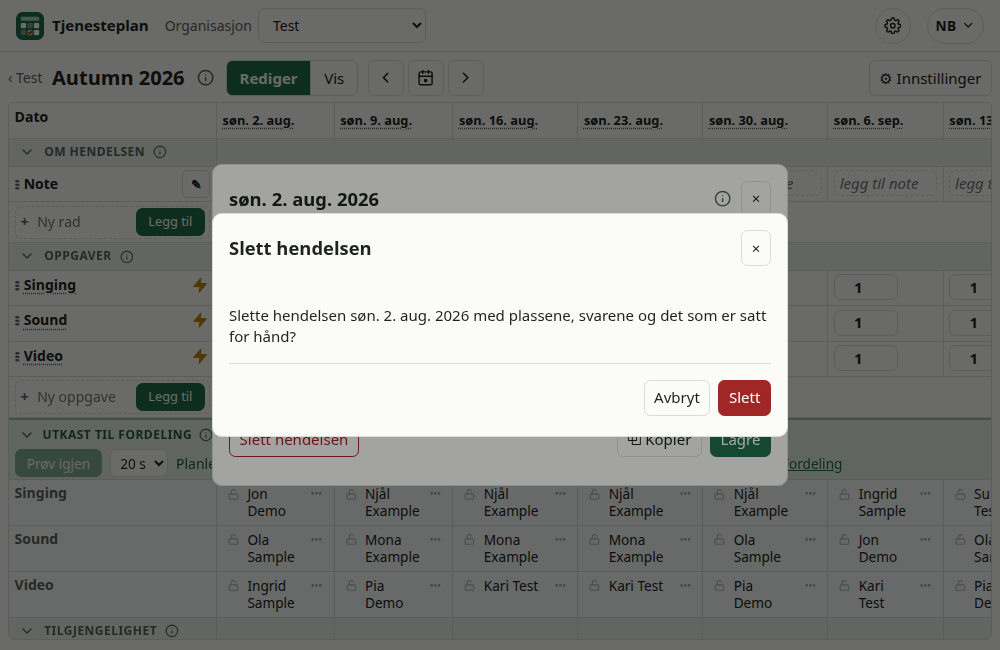 Tjenesteplan
Organisasjon
Test
NB
‹ Test
Autumn 2026
Rediger
Vis
Innstillinger
Dato
søn. 2. aug.
søn. 9. aug.
søn. 16. aug.
søn. 23. aug.
søn. 30. aug.
søn. 6. sep.
søn. 13
OM HENDELSEN
Note
legg til note
legg t
+ Ny rad
Legg til
OPPGAVER
Singing
1
1
Sound
1
1
Video
1
1
+ Ny oppgave
Legg til
søn. 2. aug. 2026
×
Slett hendelsen
×
Slette hendelsen søn. 2. aug. 2026 med plassene, svarene og det som er satt
for hånd?
Avbryt
Slett
Slett hendelsen
Kopier
Lagre
UTKAST TIL FORDELING
Prøv igjen
20 s
Singing
Jon
Demo
Njål
Example
Njål
Example
Njål
Example
Njål
Example
Ingrid
Sample
Sound
Ola
Sample
Mona
Example
Mona
Example
Mona
Example
Ola
Sample
Jon
Demo
Video
Ingrid
Sample
Pia
Demo
Kari Test
Kari Test
Pia
Demo
Kari
Test
TILGJENGELIGHET